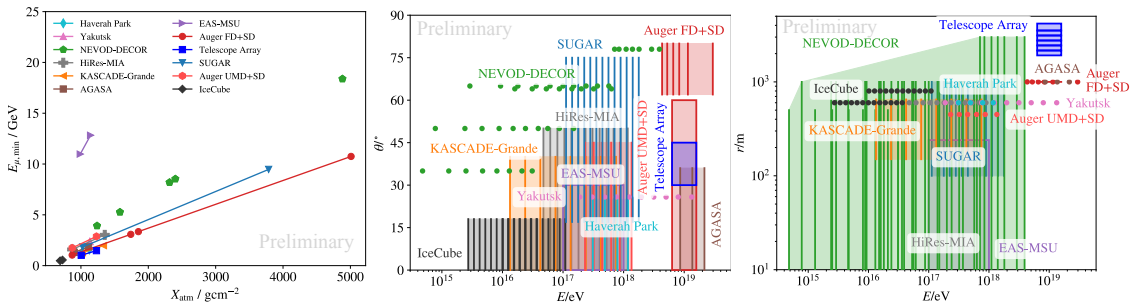 Haverah Park
Yakutsk
NEVOD-DECOR
HiRes-MIA
KASCADE-Grande
AGASA
EAS-MSU
Auger FD+SD
Telescope Array
SUGAR
Auger UMD+SD
IceCube
Preliminary
25
20
15
10
5
0
E_{μ,min} / GeV
1000
2000
3000
4000
5000
X_{atm} / gcm^{−2}
Preliminary
SUGAR
Auger FD+SD
NEVOD-DECOR
HiRes-MIA
KASCADE-Grande
EAS-MSU
Auger UMD+SD
Telescope Array
Yakutsk
Haverah Park
IceCube
AGASA
90
75
60
45
30
15
0
θ/°
10^{15}
10^{16}
10^{17}
10^{18}
10^{19}
E/eV
Preliminary
Telescope Array
NEVOD-DECOR
AGASA
IceCube
Haverah Park
Auger
FD+SD
Yakutsk
KASCADE-Grande
Auger UMD+SD
SUGAR
HiRes-MIA
EAS-MSU
10^{3}
10^{2}
10^{1}
r/m
10^{15}
10^{16}
10^{17}
10^{18}
10^{19}
E/eV